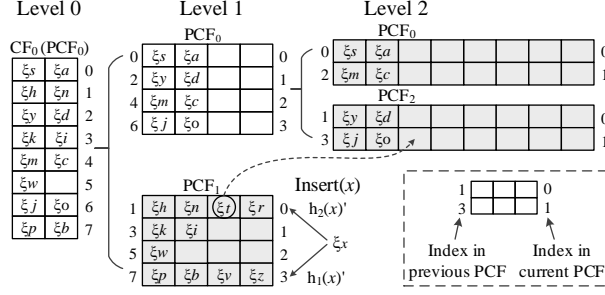 Level 0
Level 1
Level 2
CF₀ (PCF₀)
ξs ξa 0
ξh ξn 1
ξy ξd 2
ξk ξi 3
ξm ξc 4
ξw 5
ξj ξo 6
ξp ξb 7
PCF₀
0 ξs ξa 0
2 ξy ξd 1
4 ξm ξc 2
6 ξj ξo 3
PCF₁
1 ξh ξn ξt ξr 0
3 ξk ξi 1
5 ξw 2
7 ξp ξb ξv ξz 3
Insert(x)
h₂(x)'
ξx
h₁(x)'
PCF₀
0 ξs ξa 0
2 ξm ξc 1
PCF₂
1 ξy ξd 0
3 ξj ξo 1
1 0
3 1
Index in
previous PCF
Index in
current PCF